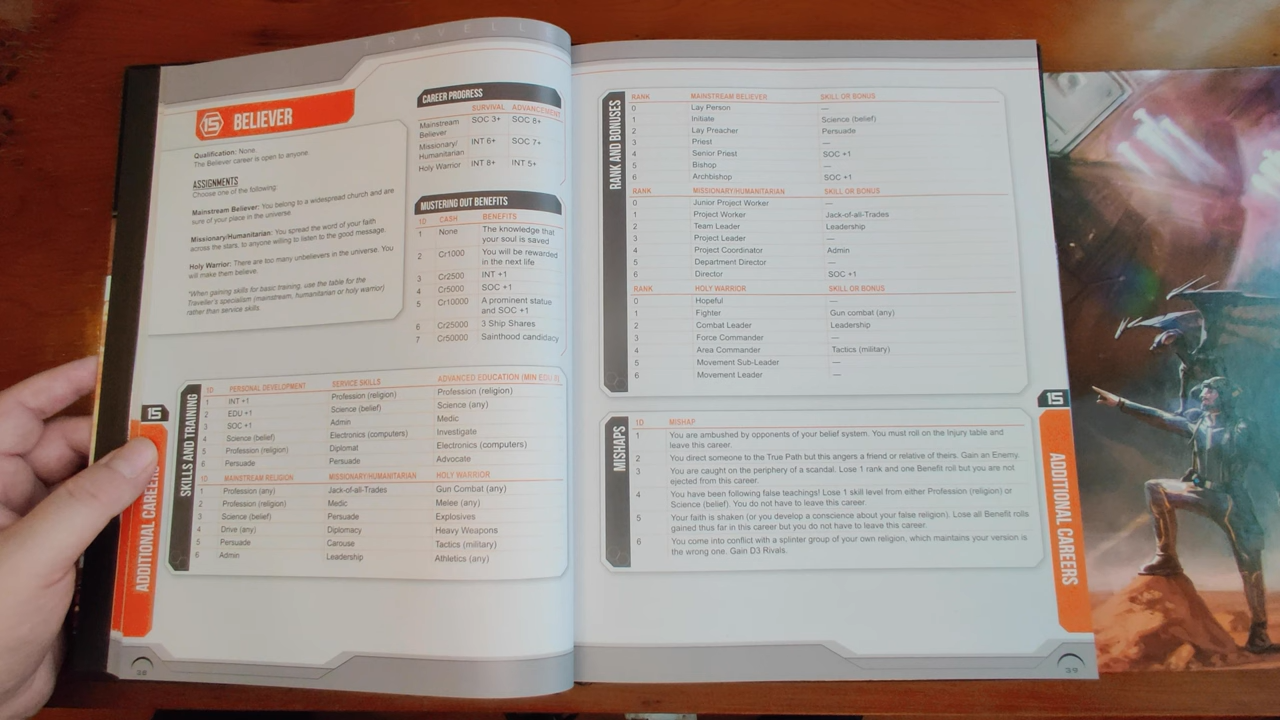 TRAVELL
15 BELIEVER
Qualification: None.
The Believer career is open to anyone.
ASSIGNMENTS
Choose one of the following:
Mainstream Believer: You belong to a widespread church and are
sure of your place in the universe.
Missionary/Humanitarian: You spread the word of your faith
across the stars, to anyone willing to listen to the good message.
Holy Warrior: There are too many unbelievers in the universe. You
will make them believe.
*When gaining skills for basic training, use the table for the
Traveller's specialism (mainstream, humanitarian or holy warrior)
rather than service skills.
CAREER PROGRESS
SURVIVAL ADVANCEMENT
Mainstream SOC 3+ SOC 8+
Believer
Missionary/ INT 6+ SOC 7+
Humanitarian
Holy Warrior INT 8+ INT 5+
MUSTERING OUT BENEFITS
1D CASH BENEFITS
1 None The knowledge that
your soul is saved
2 Cr1000 You will be rewarded
in the next life
3 Cr2500 INT +1
4 Cr5000 SOC +1
5 Cr10000 A prominent statue
and SOC +1
6 Cr25000 3 Ship Shares
7 Cr50000 Sainthood candidacy
SKILLS AND TRAINING
1D PERSONAL DEVELOPMENT SERVICE SKILLS ADVANCED EDUCATION (MIN EDU
1 INT +1 Profession (religion) Profession (religion)
2 EDU +1 Science (belief) Science (any)
3 SOC +1 Admin Medic
4 Science (belief) Electronics (computers) Investigate
5 Profession (religion) Diplomat Electronics (computers)
6 Persuade Persuade Advocate
1D MAINSTREAM RELIGION MISSIONARY/HUMANITARIAN HOLY WARRIOR
1 Profession (any) Jack-of-all-Trades Gun Combat (any)
2 Profession (religion) Medic Melee (any)
3 Science (belief) Persuade Explosives
4 Drive (any) Diplomacy Heavy Weapons
5 Persuade Carouse Tactics (military)
6 Admin Leadership Athletics (any)
15
ADDITIONAL CAREERS
38
RANK AND BONUSES
RANK MAINSTREAM BELIEVER SKILL OR BONUS
0 Lay Person —
1 Initiate Science (belief)
2 Lay Preacher Persuade
3 Priest —
4 Senior Priest SOC +1
5 Bishop —
6 Archbishop SOC +1
RANK MISSIONARY/HUMANITARIAN SKILL OR BONUS
0 Junior Project Worker —
1 Project Worker Jack-of-all-Trades
2 Team Leader Leadership
3 Project Leader —
4 Project Coordinator Admin
5 Department Director —
6 Director SOC +1
RANK HOLY WARRIOR SKILL OR BONUS
0 Hopeful —
1 Fighter Gun combat (any)
2 Combat Leader Leadership
3 Force Commander —
4 Area Commander Tactics (military)
5 Movement Sub-Leader —
6 Movement Leader —
MISHAPS
1D MISHAP
1 You are ambushed by opponents of your belief system. You must roll on the Injury table and
leave this career.
2 You direct someone to the True Path but this angers a friend or relative of theirs. Gain an Enemy.
3 You are caught on the periphery of a scandal. Lose 1 rank and one Benefit roll but you are not
ejected from this career.
4 You have been following false teachings! Lose 1 skill level from either Profession (religion) or
Science (belief). You do not have to leave this career.
5 Your faith is shaken (or you develop a conscience about your false religion). Lose all Benefit rolls
gained thus far in this career but you do not have to leave this career.
6 You come into conflict with a splinter group of your own religion, which maintains your version is
the wrong one. Gain D3 Rivals.
15
ADDITIONAL CAREERS
39